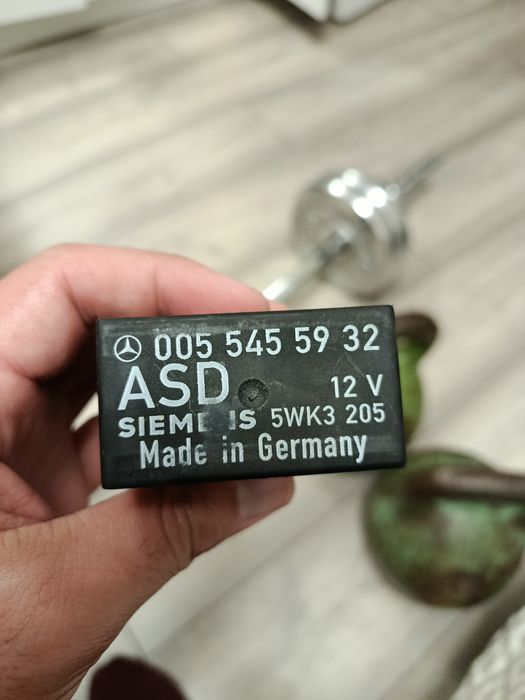 005 545 59 32
ASD 12 V
SIEMENS 5WK3 205
Made in Germany